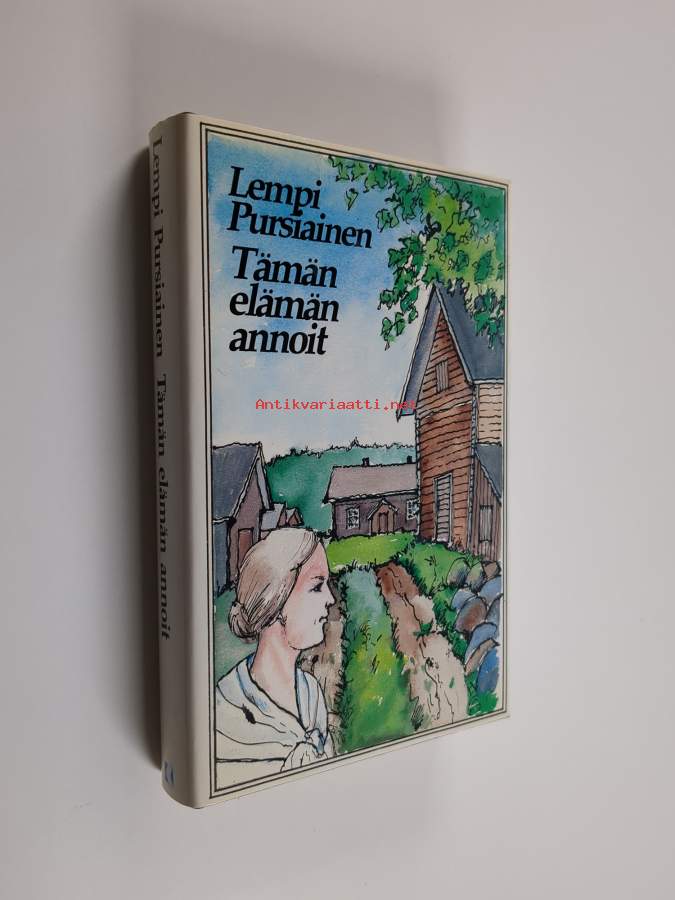 Lempi
Pursiainen
Tämän
elämän
annoit
Antikvariaatti.net
Lempi Pursiainen Tämän elämän annoit